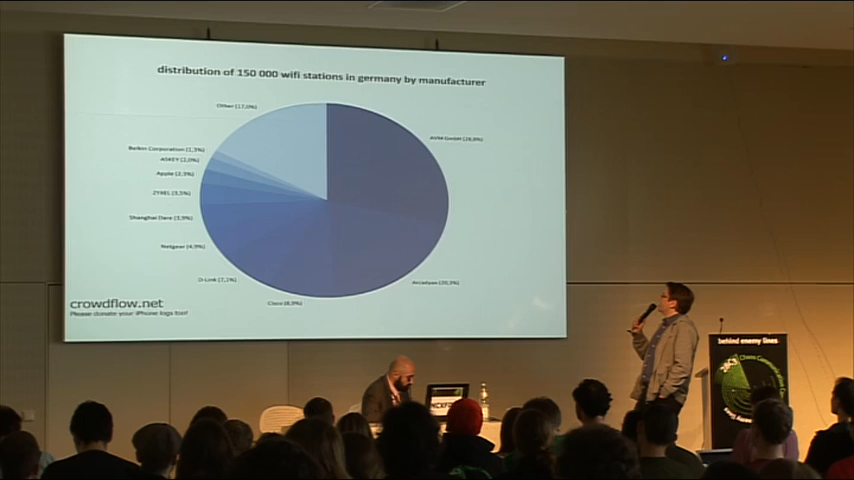 distribution of 150 000 wifi stations in germany by manufacturer
Other (17,0%)
AVM GmbH (28,8%)
Belkin Corporation (1,3%)
ASKEY (2,0%)
Apple (2,3%)
ZYXEL (3,5%)
Shanghai Dare (3,9%)
Netgear (4,9%)
D-Link (7,1%)
Cisco (8,9%)
Arcadyan (20,3%)
crowdflow.net
Please donate your iPhone logs too!
behind enemy lines
28C3
Chaos Communication